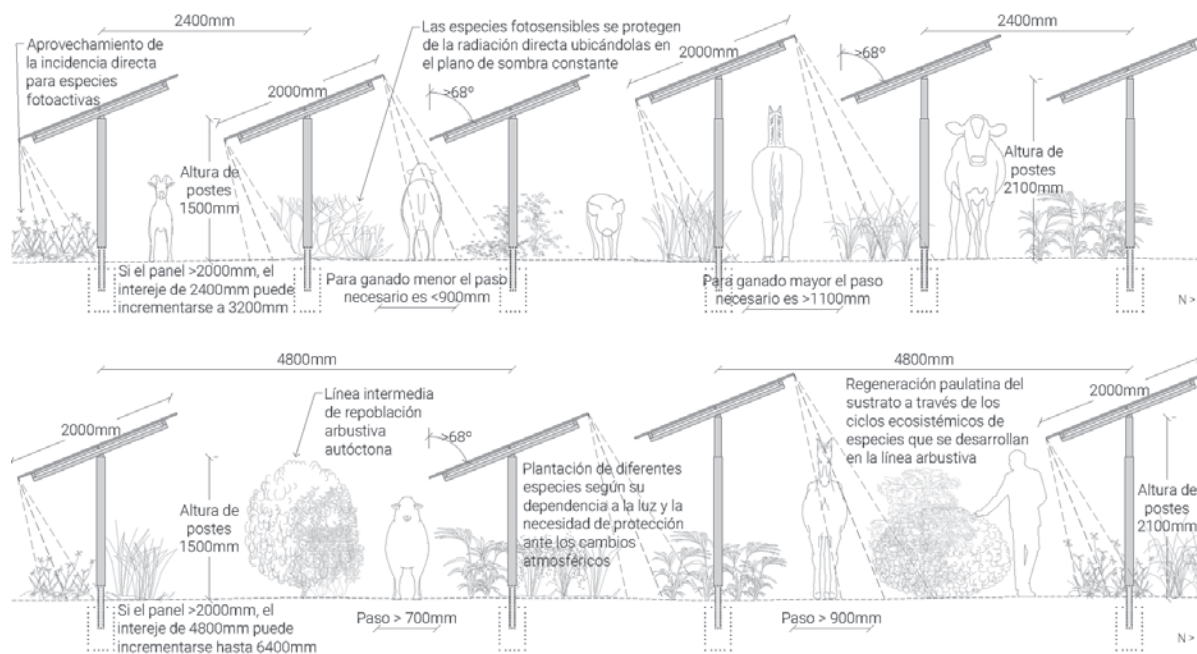 2400mm
Aprovechamiento de
la incidencia directa
para especies
fotoactivas
2000mm
Las especies fotosensibles se protegen
de la radiación directa ubicándolas en
el plano de sombra constante
>68º
2000mm
>68º
2400mm
Altura de
postes
1500mm
Altura de
postes
2100mm
Si el panel >2000mm, el
intereje de 2400mm puede
incrementarse a 3200mm
Para ganado menor el paso
necesario es <900mm
Para ganado mayor el paso
necesario es >1100mm
N >
4800mm
4800mm
2000mm
Línea intermedia
de repoblación
arbustiva
autóctona
>68º
Plantación de diferentes
especies según su
dependencia a la luz y la
necesidad de protección
ante los cambios
atmosféricos
Regeneración paulatina del
sustrato a través de los
ciclos ecosistémicos de
especies que se desarrollan
en la línea arbustiva
2000mm
Altura de
postes
1500mm
Altura de
postes
2100mm
Si el panel >2000mm, el
intereje de 4800mm puede
incrementarse hasta 6400mm
Paso > 700mm
Paso > 900mm
N >